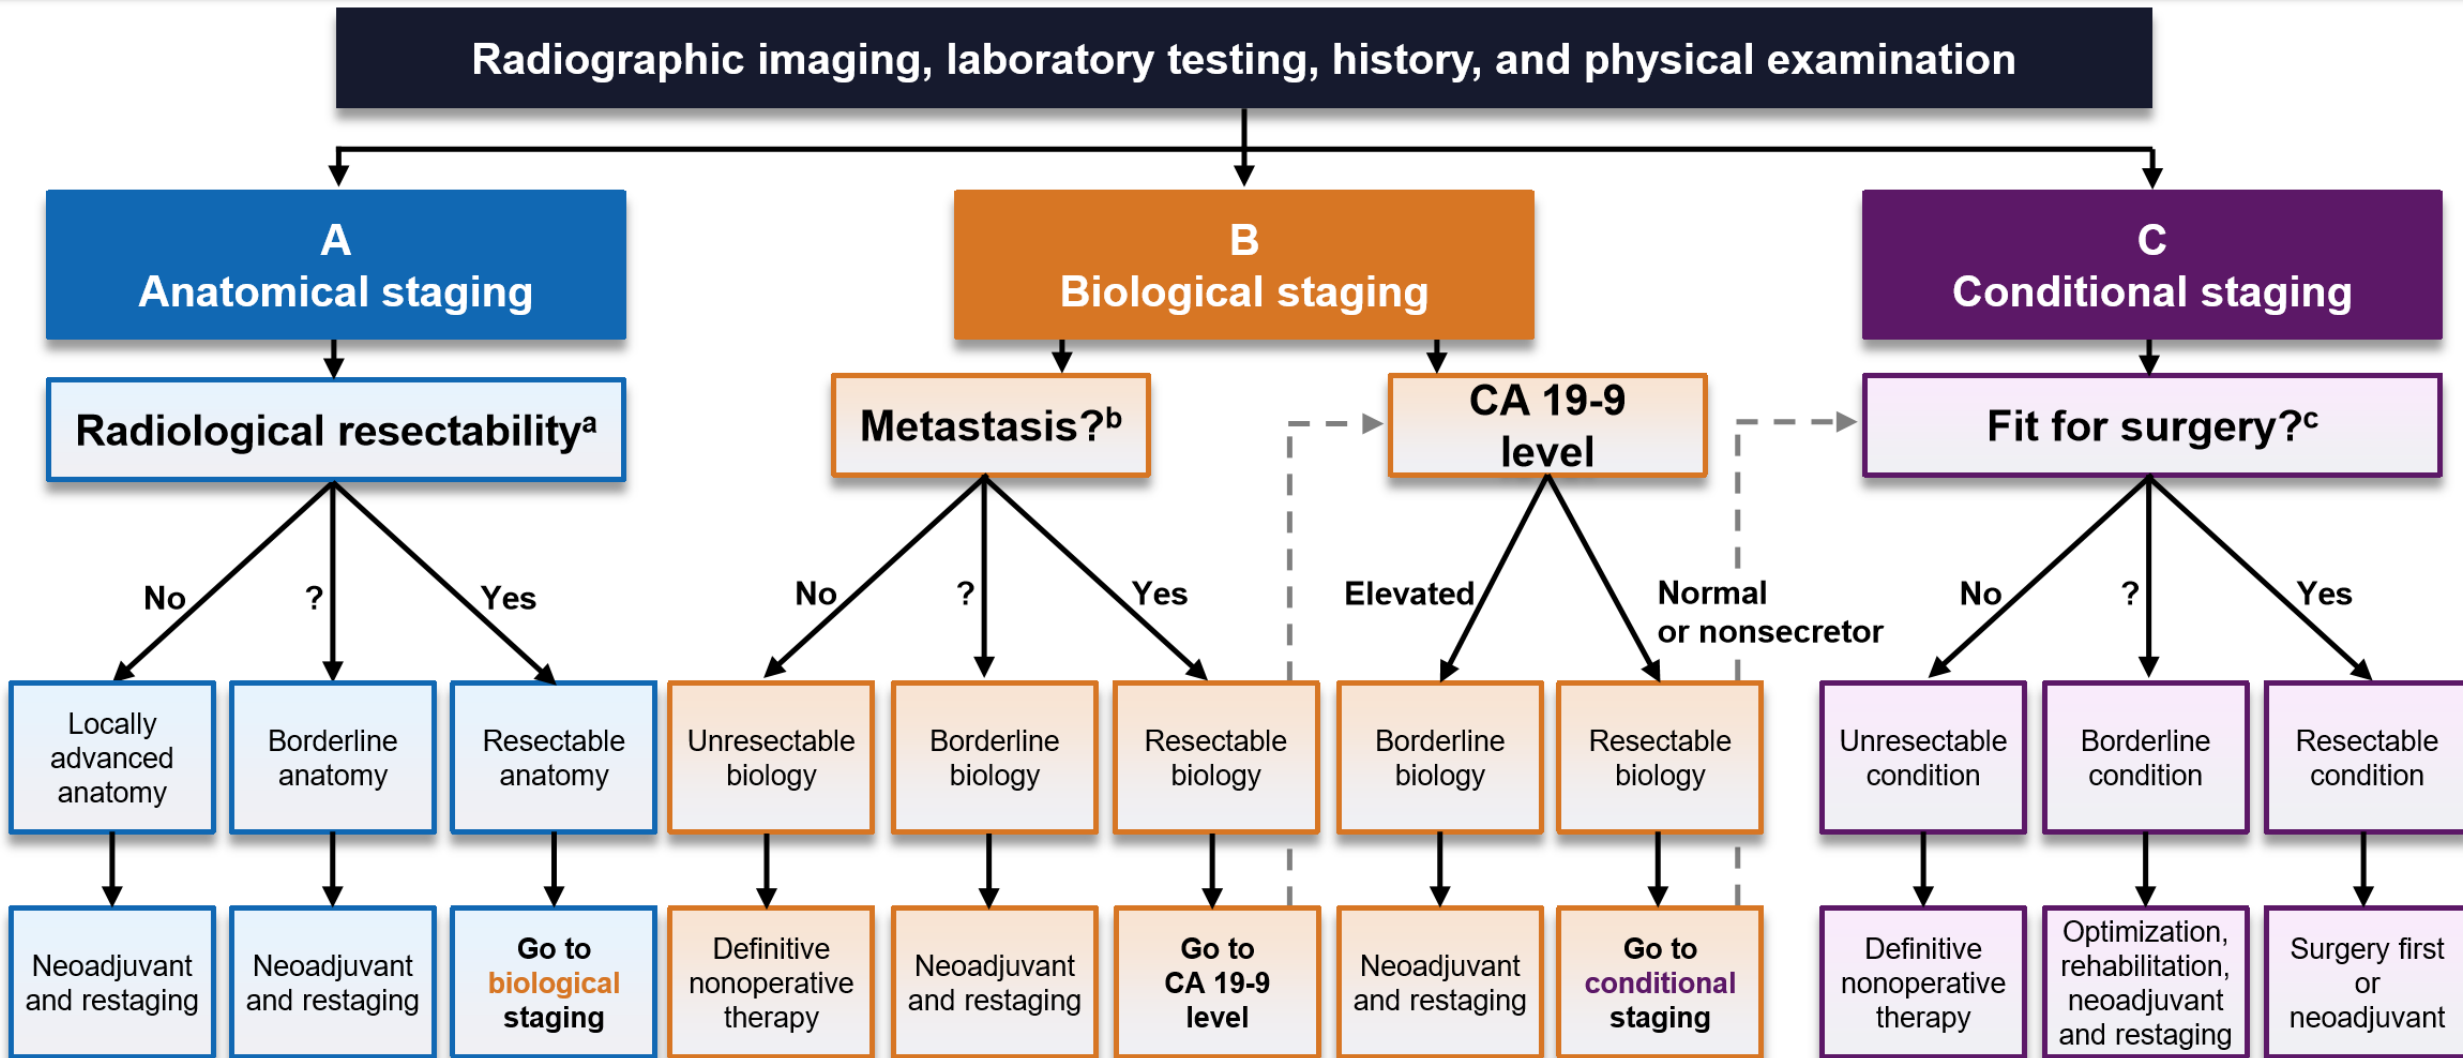 Radiographic imaging, laboratory testing, history, and physical examination
A
Anatomical staging
B
Biological staging
C
Conditional staging
Radiological resectabilityᵃ
Metastasis?ᵇ
CA 19-9
level
Fit for surgery?ᶜ
No
?
Yes
No
?
Yes
Elevated
Normal
or nonsecretor
No
?
Yes
Locally
advanced
anatomy
Borderline
anatomy
Resectable
anatomy
Unresectable
biology
Borderline
biology
Resectable
biology
Borderline
biology
Resectable
biology
Unresectable
condition
Borderline
condition
Resectable
condition
Neoadjuvant
and restaging
Neoadjuvant
and restaging
Go to
biological
staging
Definitive
nonoperative
therapy
Neoadjuvant
and restaging
Go to
CA 19-9
level
Neoadjuvant
and restaging
Go to
conditional
staging
Definitive
nonoperative
therapy
Optimization,
rehabilitation,
neoadjuvant
and restaging
Surgery first
or
neoadjuvant